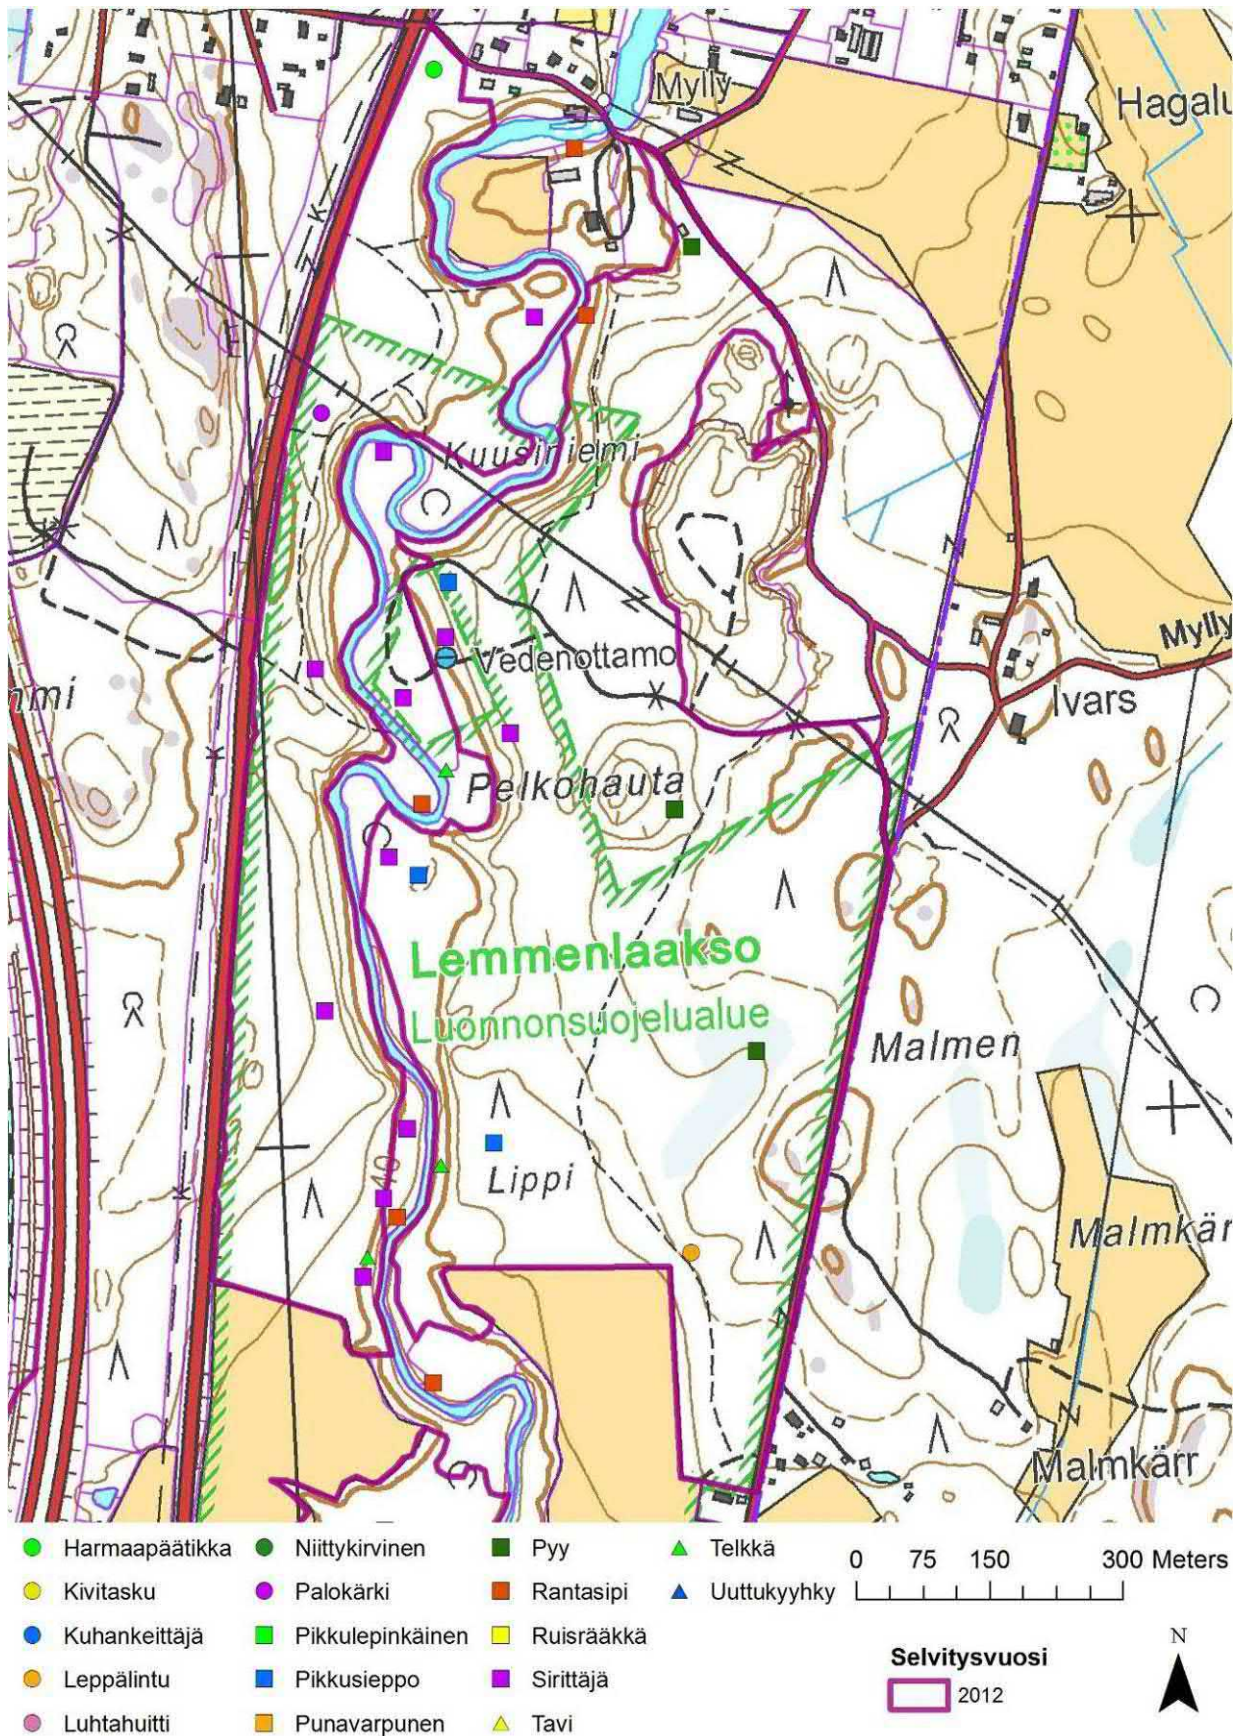 Mylly
Hagalu
Kuusiniemi
Vedenottamo
Mylly
mmi
Ivars
Pelkohauta
Lemmenlaakso
Luonnonsuojelualue
Malmen
40
Lippi
Malmkär
Malmkärr
Harmaapäätikka
Niittykirvinen
Pyy
Telkkä
0 75 150 300 Meters
Kivitasku
Palokärki
Rantasipi
Uuttukyyhky
Kuhankeittäjä
Pikkulepinkäinen
Ruisrääkkä
N
Leppälintu
Pikkusieppo
Sirittäjä
Selvitysvuosi
2012
Luhtahuitti
Punavarpunen
Tavi